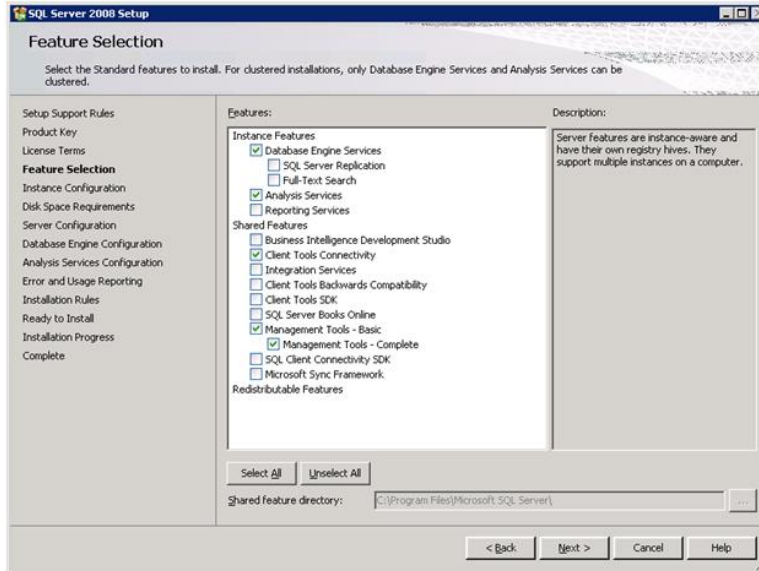 SQL Server 2008 Setup
Feature Selection
Select the Standard features to install. For clustered installations, only Database Engine Services and Analysis Services can be
clustered.
Setup Support Rules
Product Key
License Terms
Feature Selection
Instance Configuration
Disk Space Requirements
Server Configuration
Database Engine Configuration
Analysis Services Configuration
Error and Usage Reporting
Installation Rules
Ready to Install
Installation Progress
Complete
Features:
Instance Features
Database Engine Services
SQL Server Replication
Full-Text Search
Analysis Services
Reporting Services
Shared Features
Business Intelligence Development Studio
Client Tools Connectivity
Integration Services
Client Tools Backwards Compatibility
Client Tools SDK
SQL Server Books Online
Management Tools - Basic
Management Tools - Complete
SQL Client Connectivity SDK
Microsoft Sync Framework
Redistributable Features
Description:
Server features are instance-aware and
have their own registry hives. They
support multiple instances on a computer.
Select All
Unselect All
Shared feature directory:
C:\Program Files\Microsoft SQL Server\
...
< Back
Next >
Cancel
Help